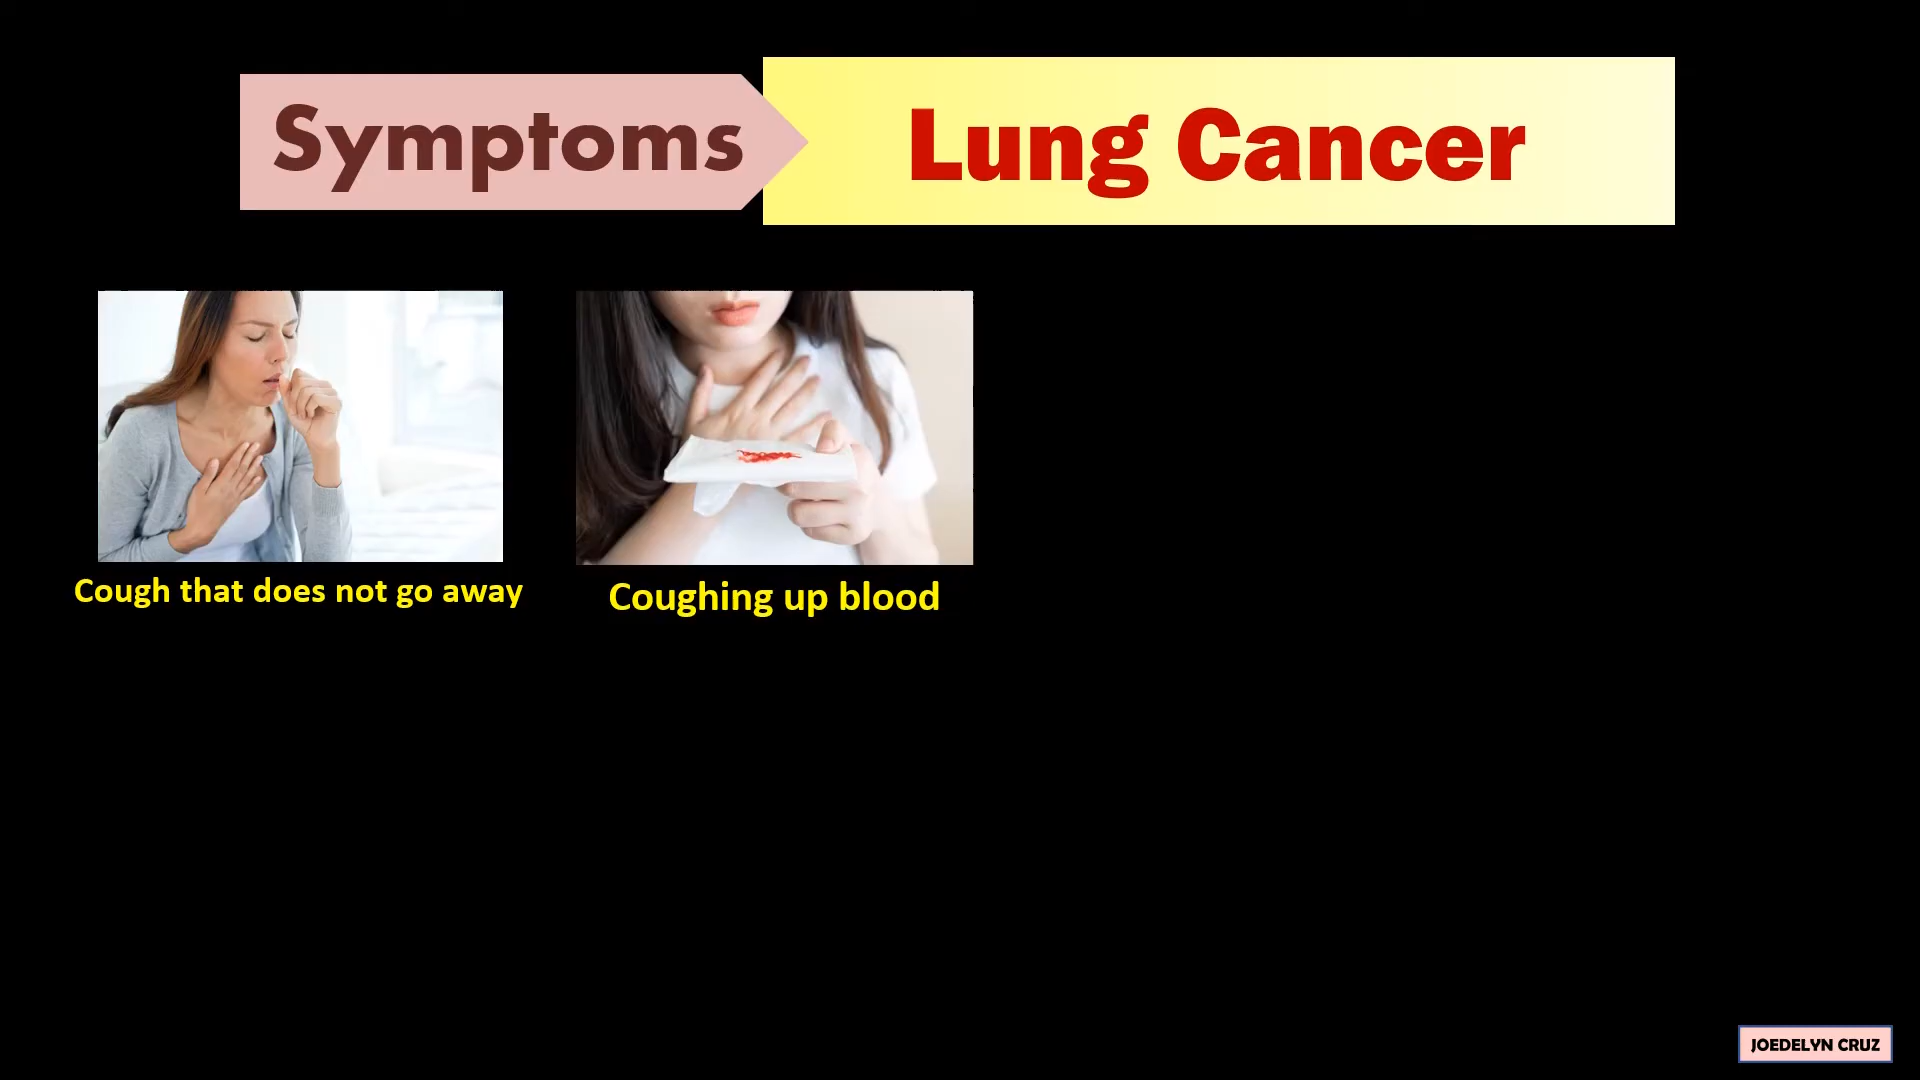 Symptoms
Lung Cancer
Cough that does not go away
Coughing up blood
JOEDELYN CRUZ